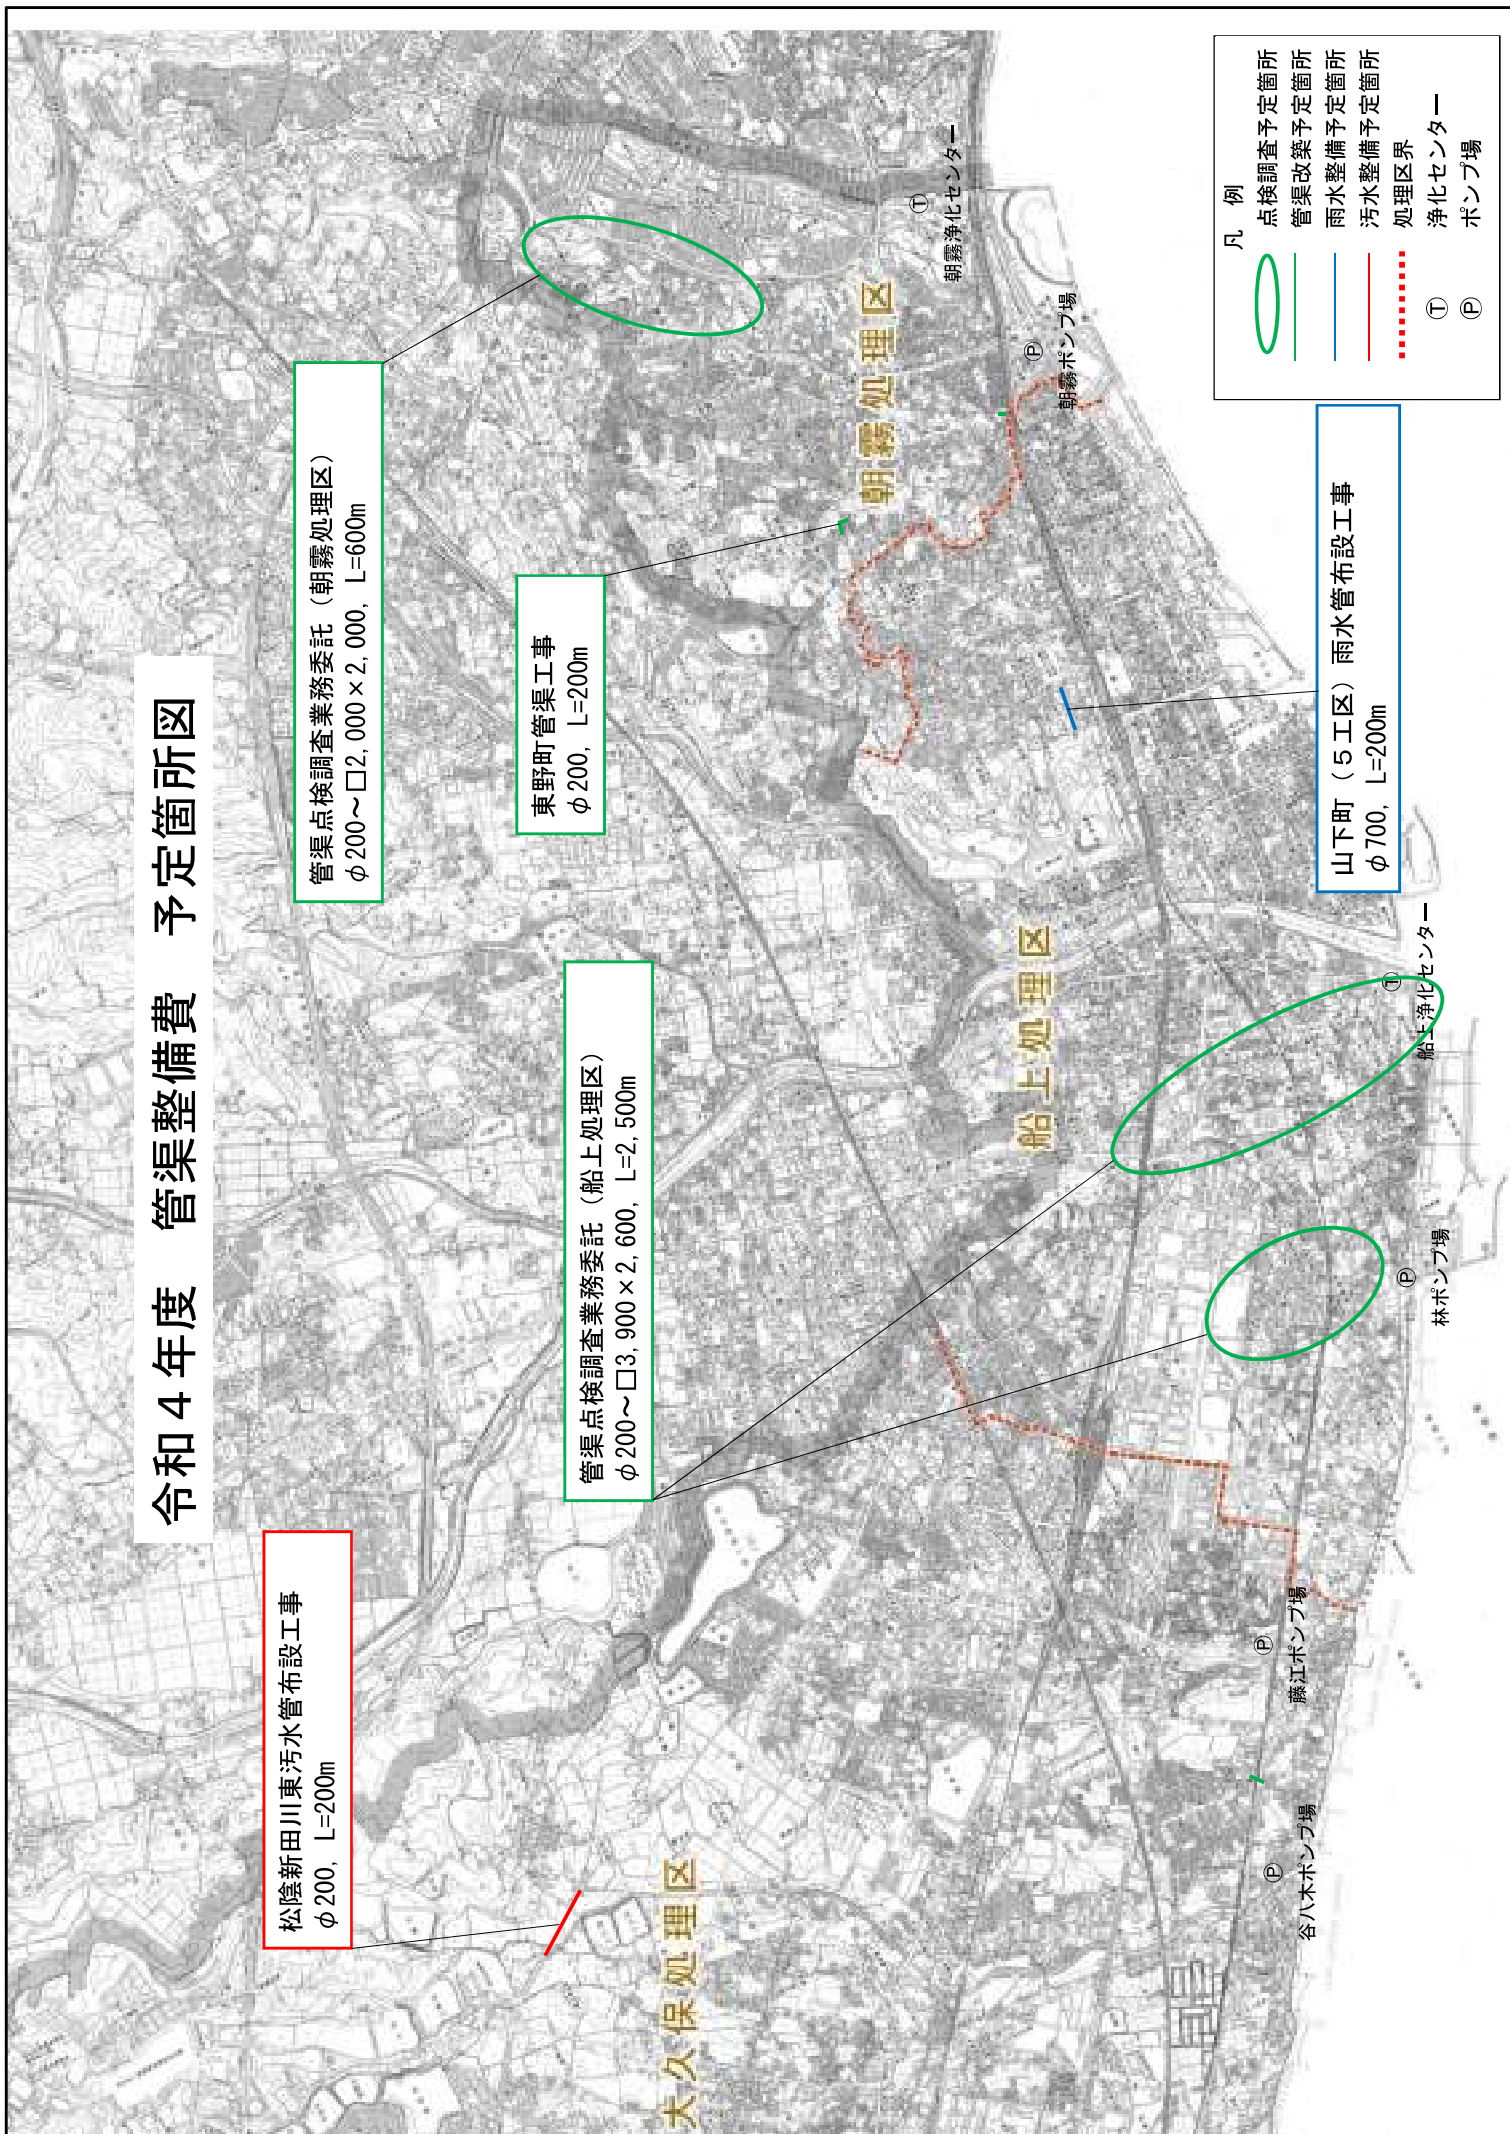 令和４年度　管渠整備費　予定箇所図
松陰新田川東汚水管布設工事
φ200, L=200m
管渠点検調査業務委託（船上処理区）
φ200～□3,900×2,600, L=2,500m
管渠点検調査業務委託（朝霧処理区）
φ200～□2,000×2,000, L=600m
東野町管渠工事
φ200, L=200m
山下町（５工区）雨水管布設工事
φ700, L=200m
大久保処理区
船上処理区
朝霧処理区
Ⓣ
朝霧浄化センター
Ⓟ
朝霧ポンプ場
Ⓣ
船上浄化センター
Ⓟ
林ポンプ場
Ⓟ
藤江ポンプ場
Ⓟ
谷八木ポンプ場
凡　例
点検調査予定箇所
管渠改築予定箇所
雨水整備予定箇所
汚水整備予定箇所
処理区界
Ⓣ 浄化センター
Ⓟ ポンプ場